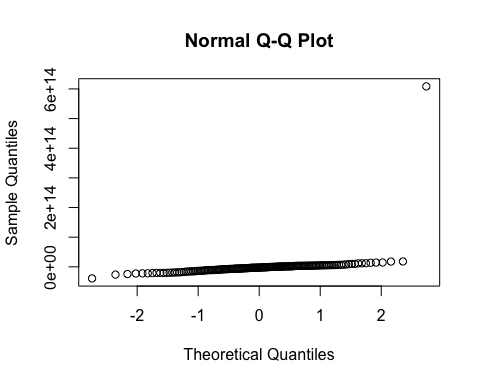 Normal Q-Q Plot
Sample Quantiles
6e+14
4e+14
2e+14
0e+00
-2 -1 0 1 2
Theoretical Quantiles